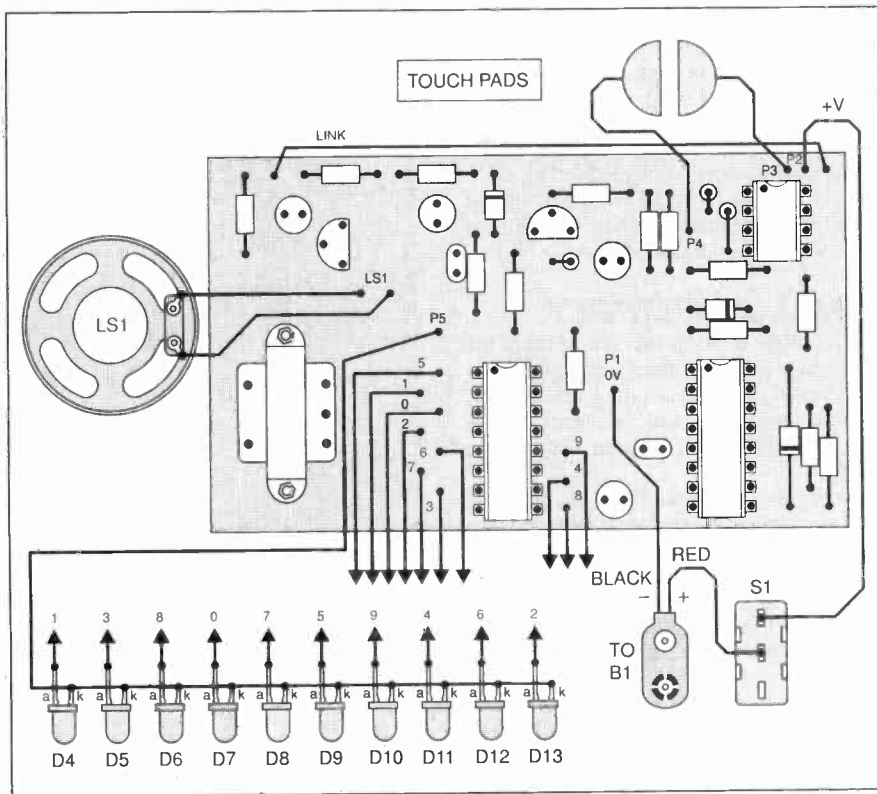 TOUCH PADS
+V
LINK
P3
P2
P4
LS1
LS1
P5
P1
0V
5
1
0
2
6
7
3
9
4
8
BLACK
RED
S1
– +
TO
B1
1 3 8 0 7 5 9 4 6 2
a k a k a k a k a k a k a k a k a k a k
D4 D5 D6 D7 D8 D9 D10 D11 D12 D13